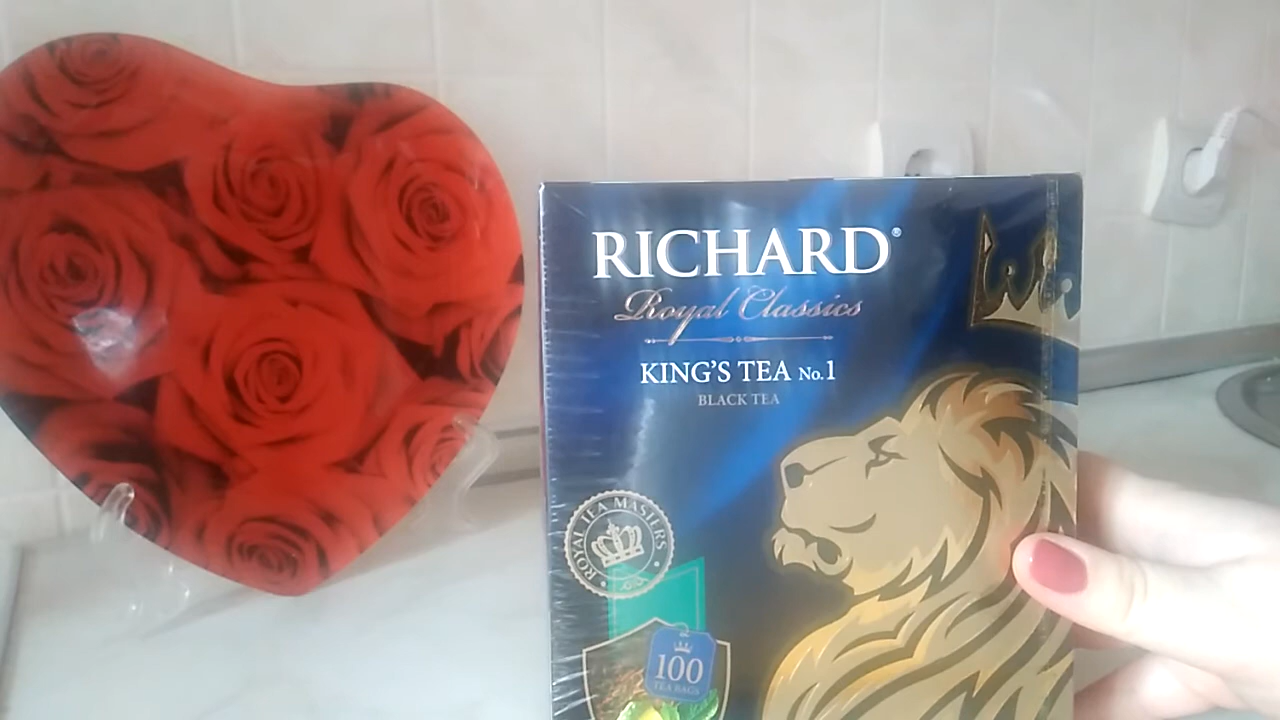 RICHARD®
Royal Classics
KING'S TEA No.1
BLACK TEA
ROYAL TEA MASTERS
100
TEA BAGS